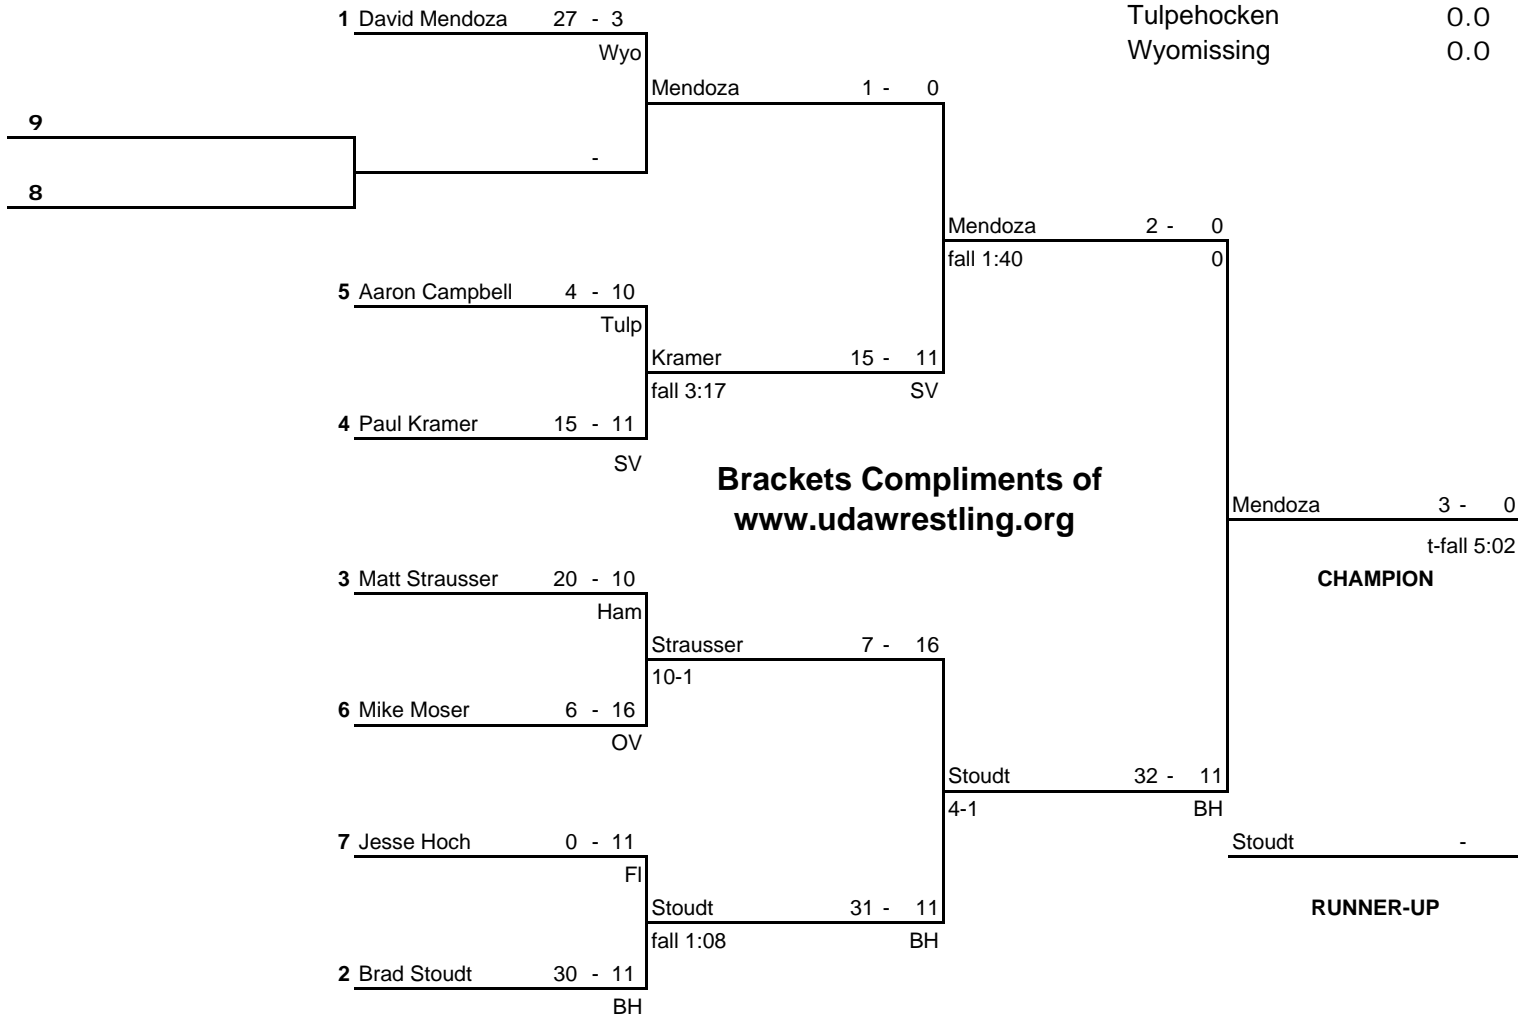 1 David Mendoza 27 - 3
Tulpehocken 0.0
Wyo
Wyomissing 0.0
Mendoza 1 - 0
9
-
8
Mendoza 2 - 0
fall 1:40 0
5 Aaron Campbell 4 - 10
Tulp
Kramer 15 - 11
fall 3:17 SV
4 Paul Kramer 15 - 11
SV
Brackets Compliments of
www.udawrestling.org
Mendoza 3 - 0
t-fall 5:02
CHAMPION
3 Matt Strausser 20 - 10
Ham
Strausser 7 - 16
10-1
6 Mike Moser 6 - 16
OV
Stoudt 32 - 11
4-1 BH
7 Jesse Hoch 0 - 11
Stoudt -
Fl
Stoudt 31 - 11
RUNNER-UP
fall 1:08 BH
2 Brad Stoudt 30 - 11
BH